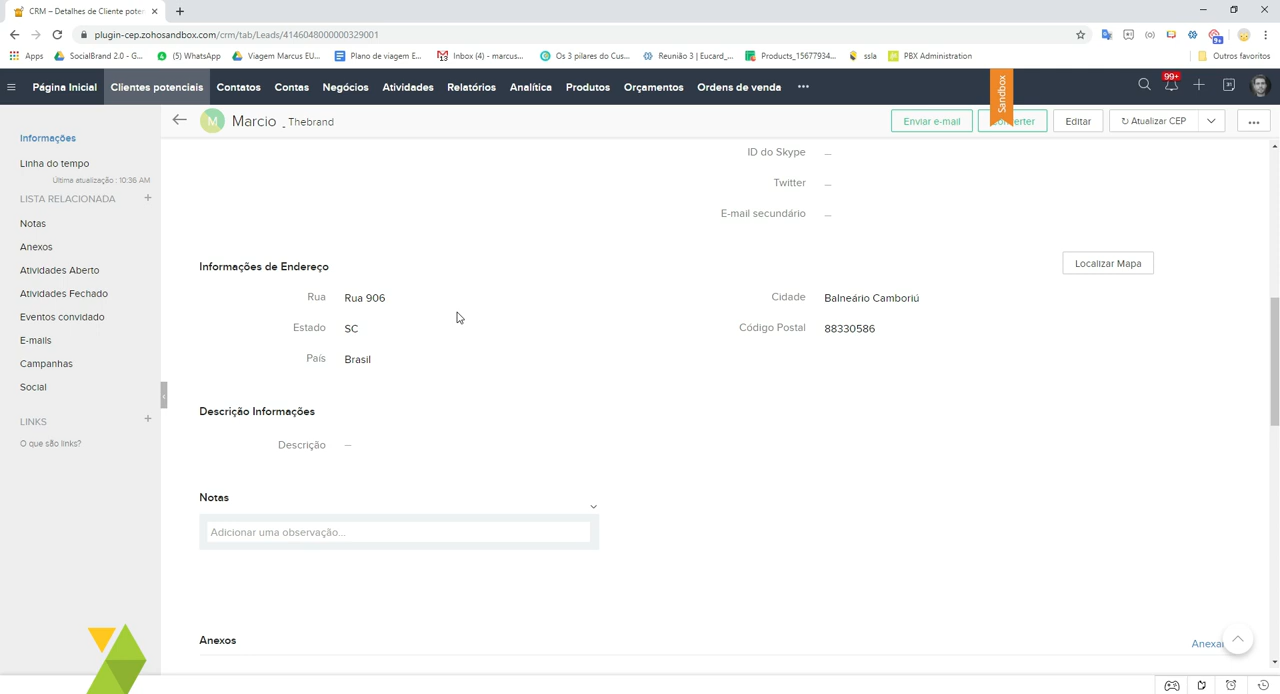 CRM – Detalhes de Cliente poter
plugin-cep.zohosandbox.com/crm/tab/Leads/4146048000000329001
Apps
SocialBrand 2.0 - G...
(5) WhatsApp
Viagem Marcus EU...
Plano de viagem E...
Inbox (4) - marcus...
Os 3 pilares do Cus...
Reunião 3 | Eucard_...
Products_15677934...
ssla
PBX Administration
Outros favoritos
Página Inicial
Clientes potenciais
Contatos
Contas
Negócios
Atividades
Relatórios
Analítica
Produtos
Orçamentos
Ordens de venda
Sandbox
99+
M
Marcio _ Thebrand
Enviar e-mail
erter
Editar
↻ Atualizar CEP
Informações
Linha do tempo
Última atualização : 10:36 AM
LISTA RELACIONADA
Notas
Anexos
Atividades Aberto
Atividades Fechado
Eventos convidado
E-mails
Campanhas
Social
LINKS
O que são links?
ID do Skype —
Twitter —
E-mail secundário —
Informações de Endereço
Localizar Mapa
Rua Rua 906
Cidade Balneário Camboriú
Estado SC
Código Postal 88330586
País Brasil
Descrição Informações
Descrição —
Notas
Adicionar uma observação...
Anexos
Anexar